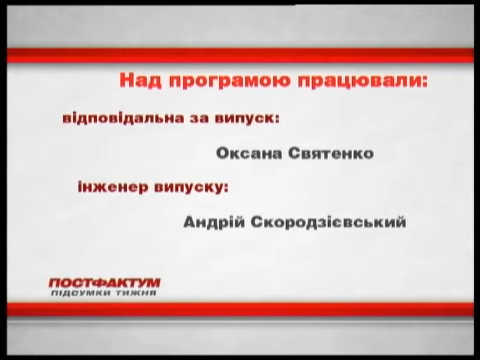 Над програмою працювали:
відповідальна за випуск:
Оксана Святенко
інженер випуску:
Андрій Скородзієвський
ПОСТФАКТУМ
ПІДСУМКИ ТИЖНЯ